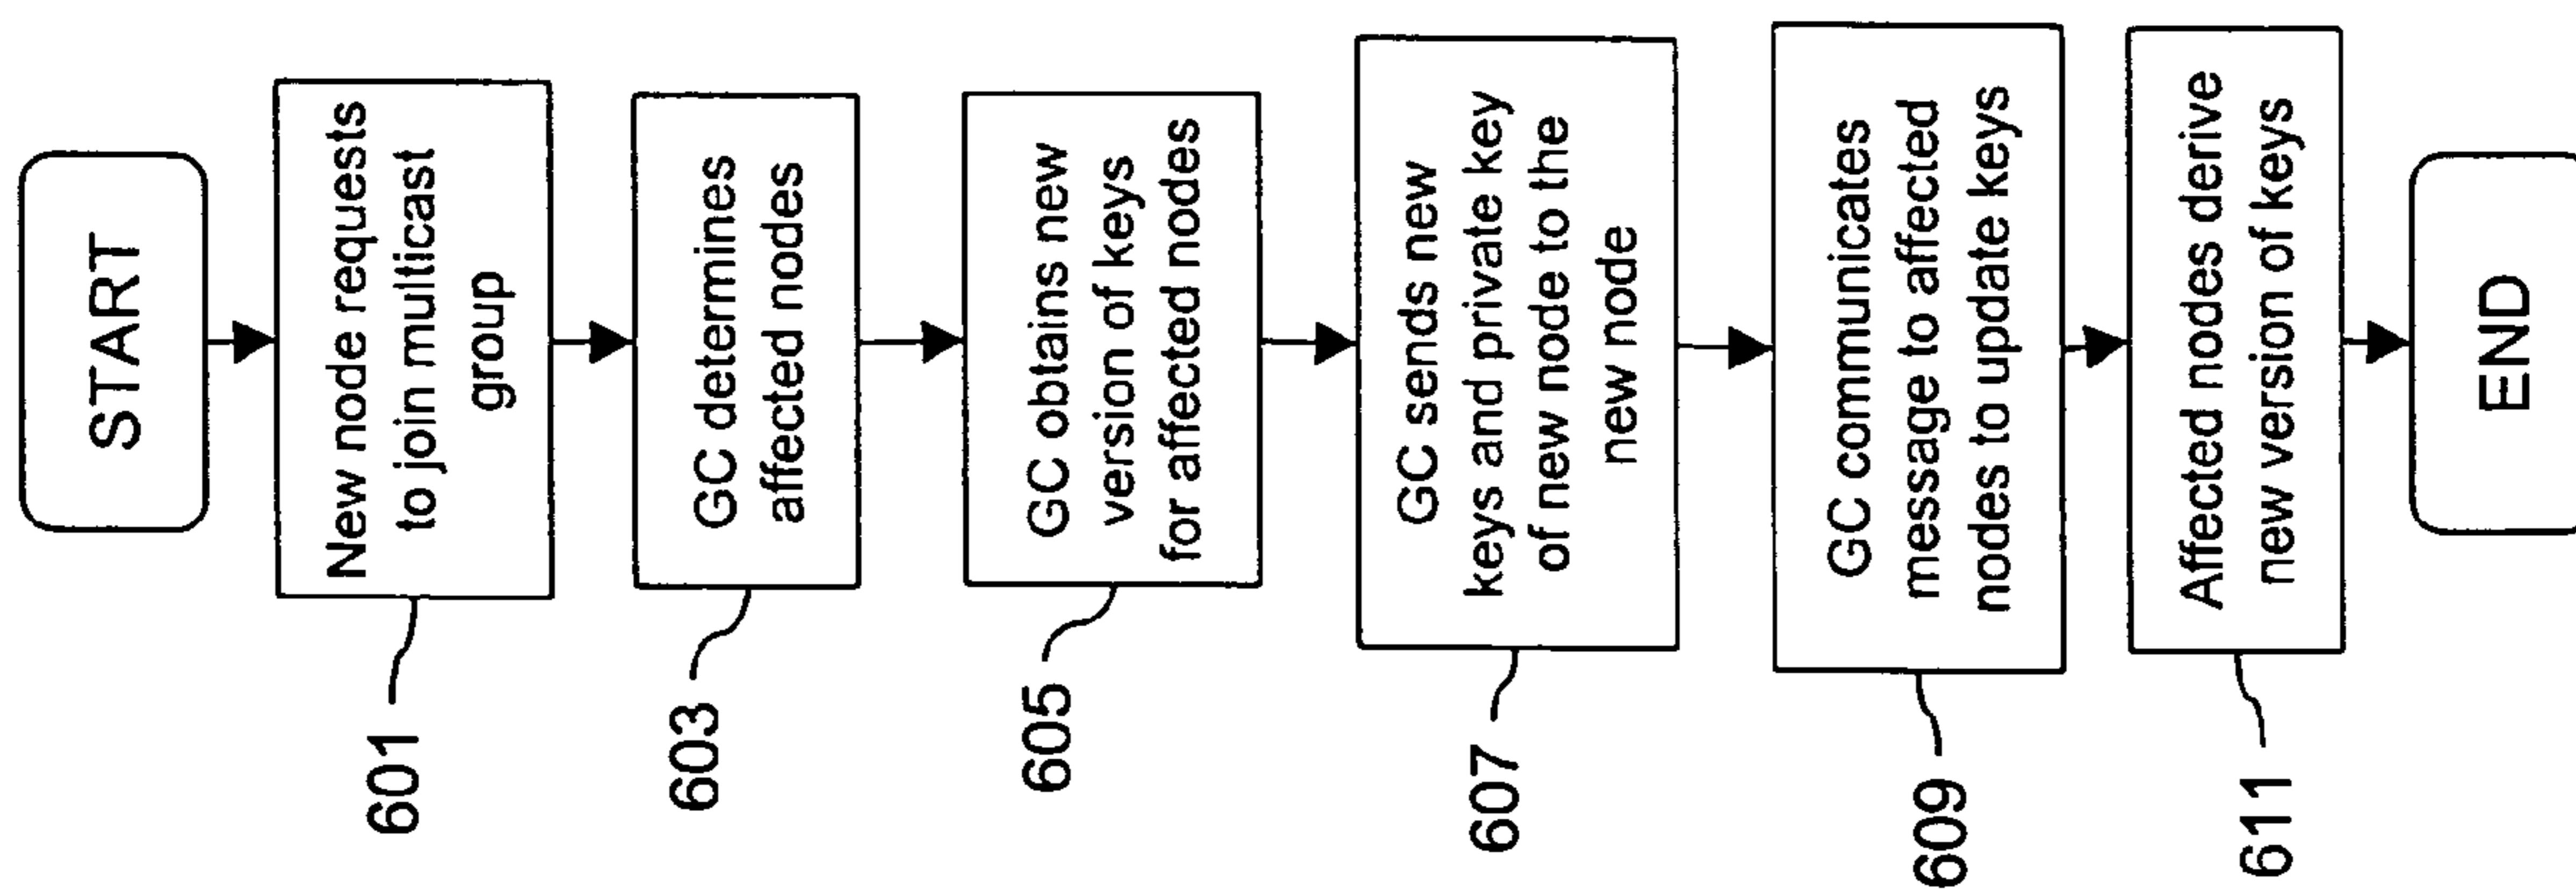 START
New node requests
to join multicast
group
601
GC determines
affected nodes
603
GC obtains new
version of keys
for affected nodes
605
GC sends new
keys and private key
of new node to the
new node
607
GC communicates
message to affected
nodes to update keys
609
Affected nodes derive
new version of keys
611
END